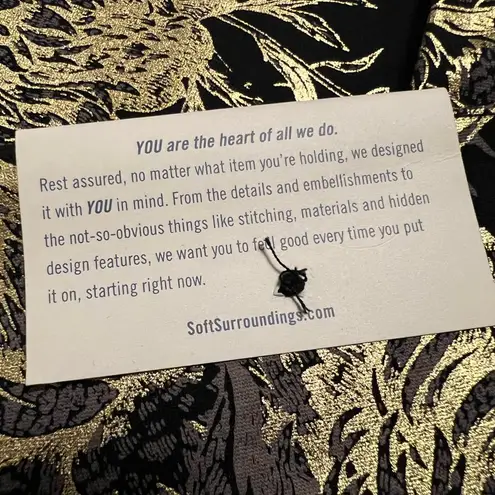 YOU are the heart of all we do.
Rest assured, no matter what item you're holding, we designed
it with YOU in mind. From the details and embellishments to
the not-so-obvious things like stitching, materials and hidden
design features, we want you to feel good every time you put
it on, starting right now.
SoftSurroundings.com